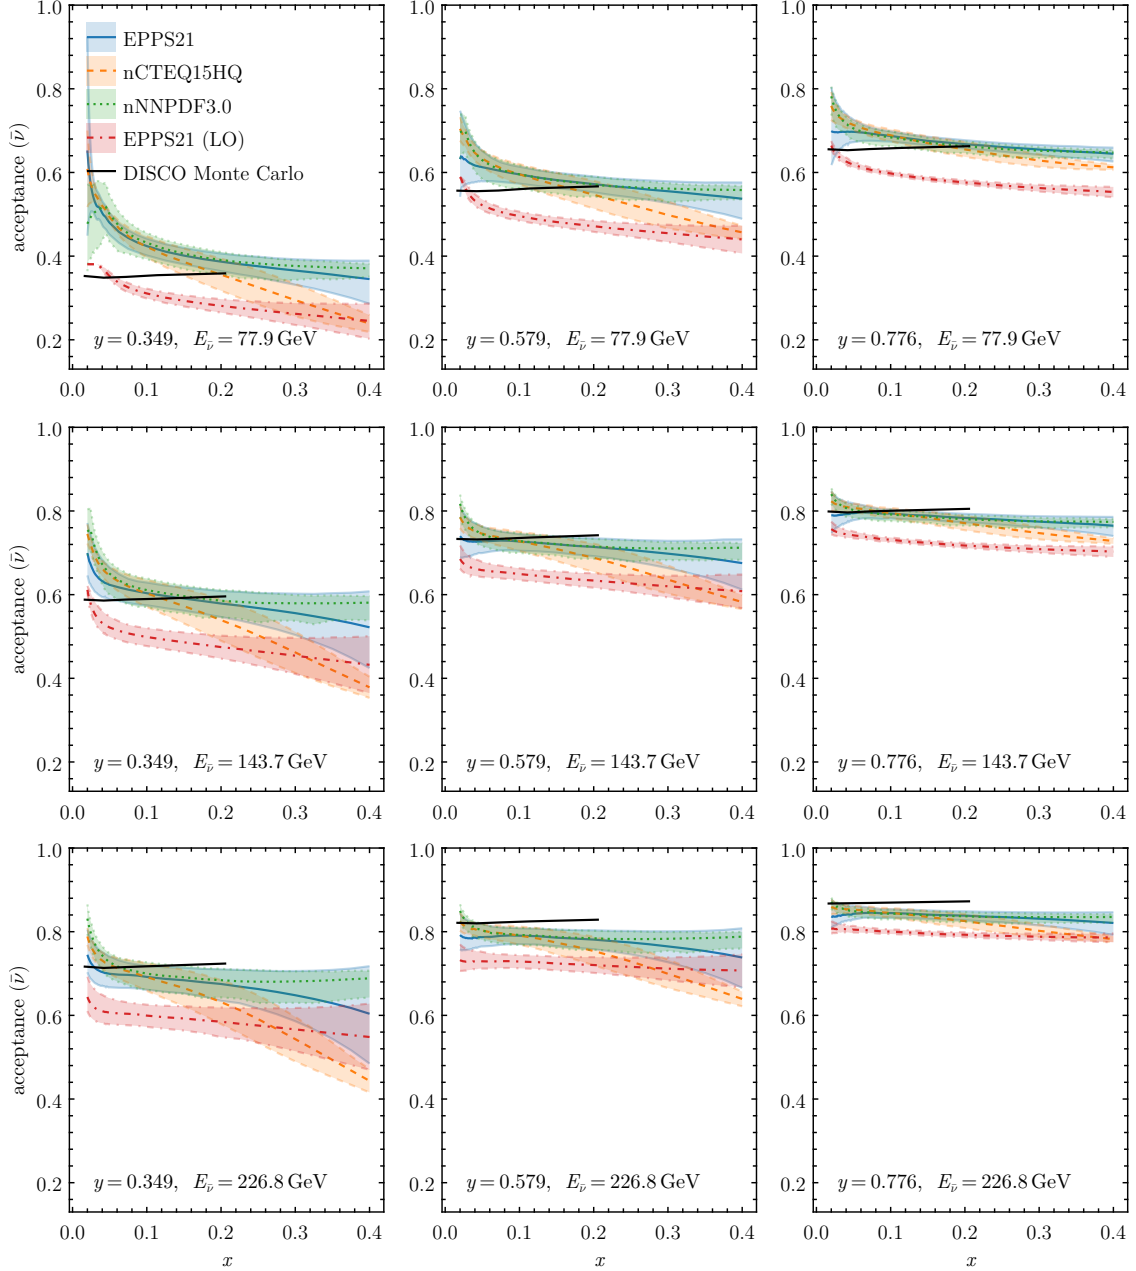 EPPS21
nCTEQ15HQ
nNNPDF3.0
EPPS21 (LO)
DISCO Monte Carlo
acceptance (ν̄)
0.8
0.6
0.4
0.2
y = 0.349, E_ν̄ = 77.9 GeV
0.0 0.1 0.2 0.3 0.4
1.0
0.8
0.6
0.4
0.2
y = 0.579, E_ν̄ = 77.9 GeV
0.0 0.1 0.2 0.3 0.4
1.0
0.8
0.6
0.4
0.2
y = 0.776, E_ν̄ = 77.9 GeV
0.0 0.1 0.2 0.3 0.4
acceptance (ν̄)
1.0
0.8
0.6
0.4
0.2
y = 0.349, E_ν̄ = 143.7 GeV
0.0 0.1 0.2 0.3 0.4
1.0
0.8
0.6
0.4
0.2
y = 0.579, E_ν̄ = 143.7 GeV
0.0 0.1 0.2 0.3 0.4
1.0
0.8
0.6
0.4
0.2
y = 0.776, E_ν̄ = 143.7 GeV
0.0 0.1 0.2 0.3 0.4
acceptance (ν̄)
1.0
0.8
0.6
0.4
0.2
y = 0.349, E_ν̄ = 226.8 GeV
0.0 0.1 0.2 0.3 0.4
x
1.0
0.8
0.6
0.4
0.2
y = 0.579, E_ν̄ = 226.8 GeV
0.0 0.1 0.2 0.3 0.4
x
1.0
0.8
0.6
0.4
0.2
y = 0.776, E_ν̄ = 226.8 GeV
0.0 0.1 0.2 0.3 0.4
x